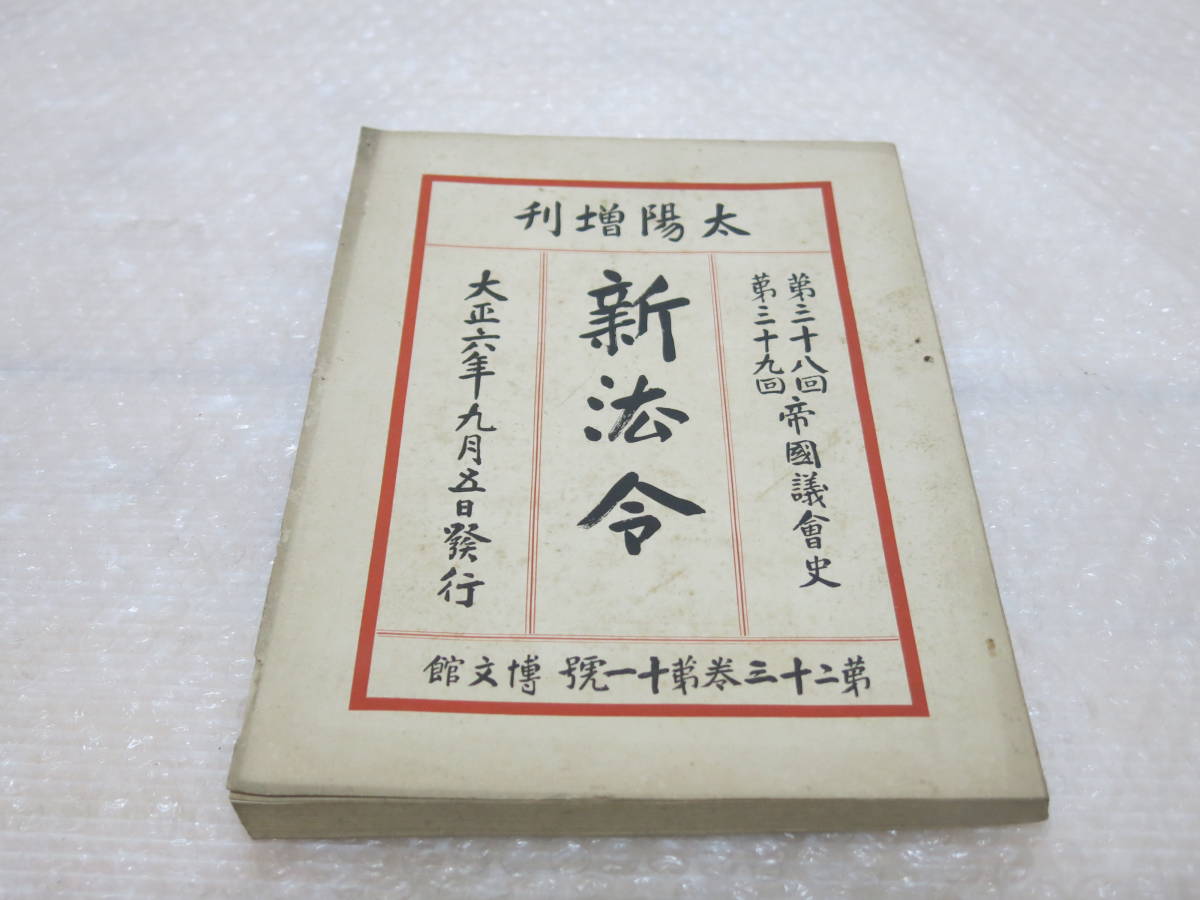 太陽増刊
第三十八回
第三十九回
帝國議會史
新法令
大正六年九月五日發行
第二十三巻第十一號 博文館